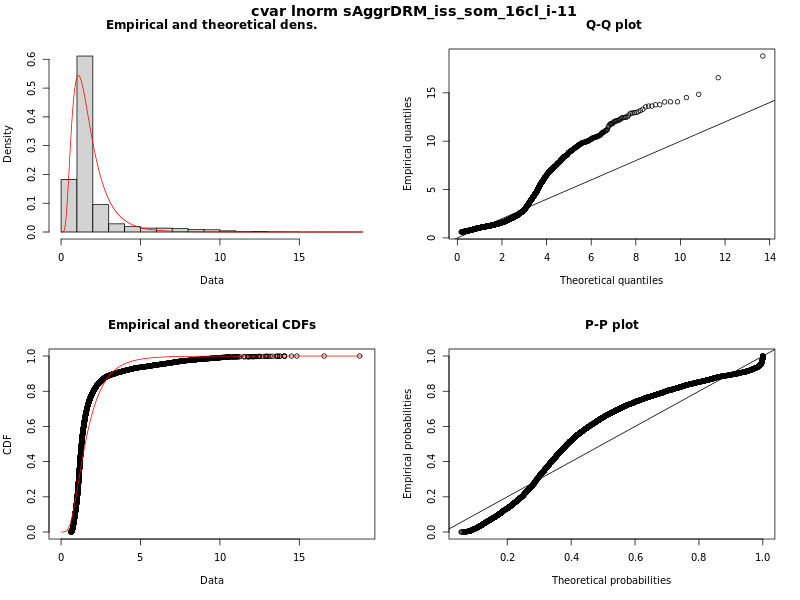 cvar lnorm sAggrDRM_iss_som_16cl_i-11
Empirical and theoretical dens.
Density
0.0 0.1 0.2 0.3 0.4 0.5 0.6
0 5 10 15
Data
Q-Q plot
Empirical quantiles
0 5 10 15
0 2 4 6 8 10 12 14
Theoretical quantiles
Empirical and theoretical CDFs
CDF
0.0 0.2 0.4 0.6 0.8 1.0
0 5 10 15
Data
P-P plot
Empirical probabilities
0.0 0.2 0.4 0.6 0.8 1.0
0.2 0.4 0.6 0.8 1.0
Theoretical probabilities